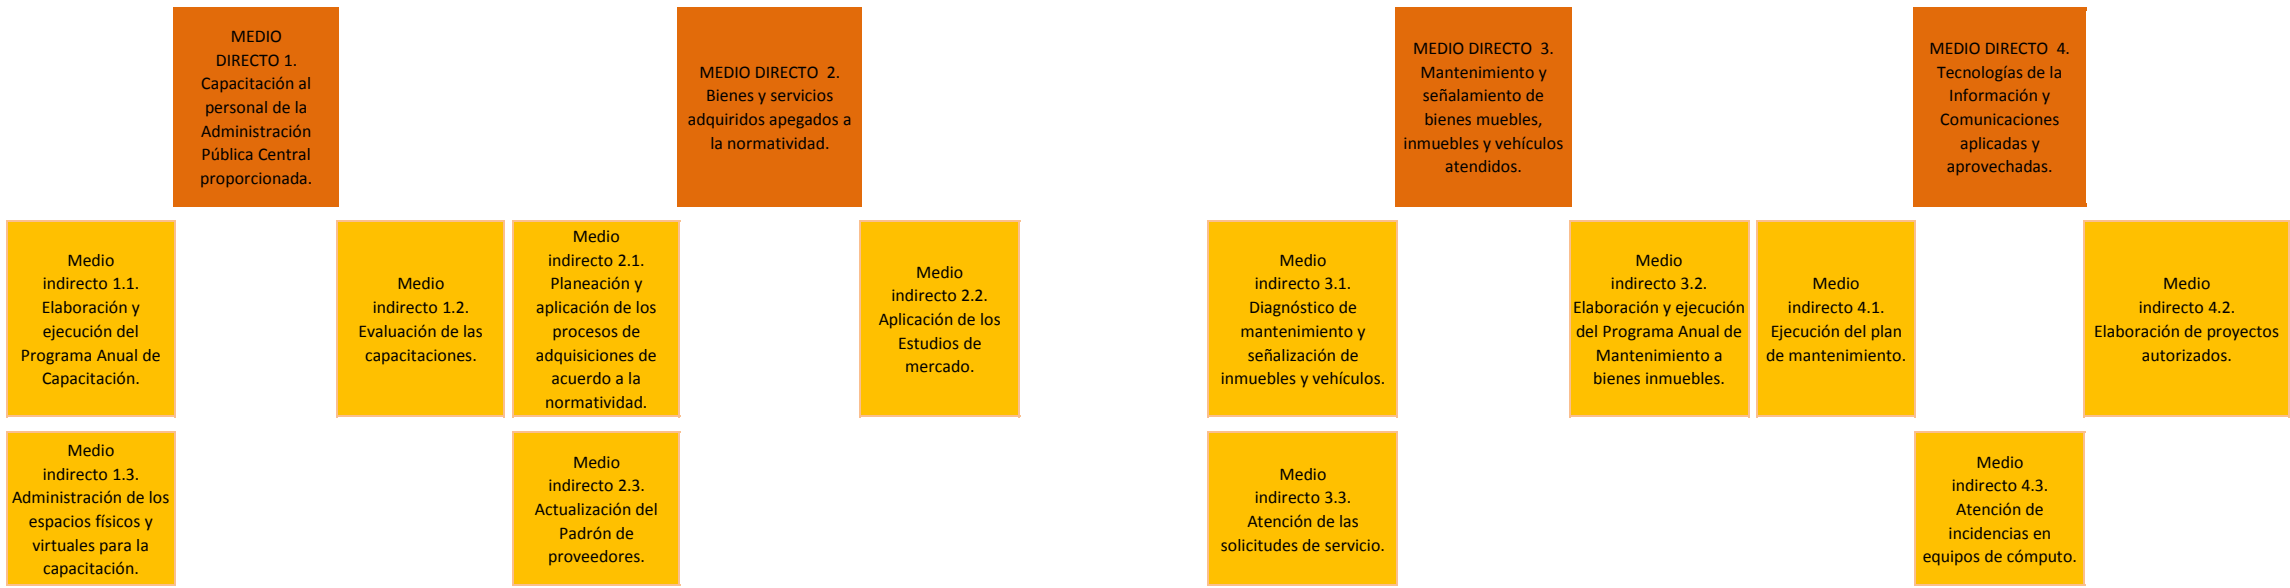 MEDIO
DIRECTO 1.
Capacitación al
personal de la
Administración
Pública Central
proporcionada.
MEDIO DIRECTO  2.
Bienes y servicios
adquiridos apegados a
la normatividad.
MEDIO DIRECTO  3.
Mantenimiento y
señalamiento de
bienes muebles,
inmuebles y vehículos
atendidos.
MEDIO DIRECTO  4.
Tecnologías de la
Información y
Comunicaciones
aplicadas y
aprovechadas.
Medio
indirecto 1.1.
Elaboración y
ejecución del
Programa Anual de
Capacitación.
Medio
indirecto 1.2.
Evaluación de las
capacitaciones.
Medio
indirecto 2.1.
Planeación y
aplicación de los
procesos de
adquisiciones de
acuerdo a la
normatividad.
Medio
indirecto 2.2.
Aplicación de los
Estudios de
mercado.
Medio
indirecto 3.1.
Diagnóstico de
mantenimiento y
señalización de
inmuebles y vehículos.
Medio
indirecto 3.2.
Elaboración y ejecución
del Programa Anual de
Mantenimiento a
bienes inmuebles.
Medio
indirecto 4.1.
Ejecución del plan
de mantenimiento.
Medio
indirecto 4.2.
Elaboración de proyectos
autorizados.
Medio
indirecto 1.3.
Administración de los
espacios físicos y
virtuales para la
capacitación.
Medio
indirecto 2.3.
Actualización del
Padrón de
proveedores.
Medio
indirecto 3.3.
Atención de las
solicitudes de servicio.
Medio
indirecto 4.3.
Atención de
incidencias en
equipos de cómputo.